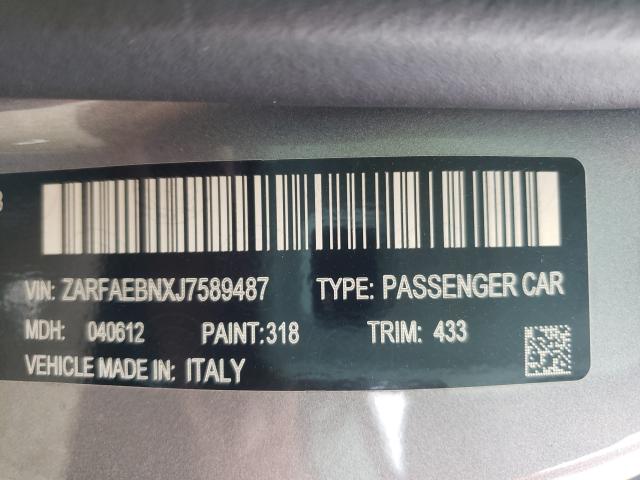 VIN: ZARFAEBNXJ7589487 TYPE: PASSENGER CAR
MDH: 040612 PAINT:318 TRIM: 433
VEHICLE MADE IN: ITALY